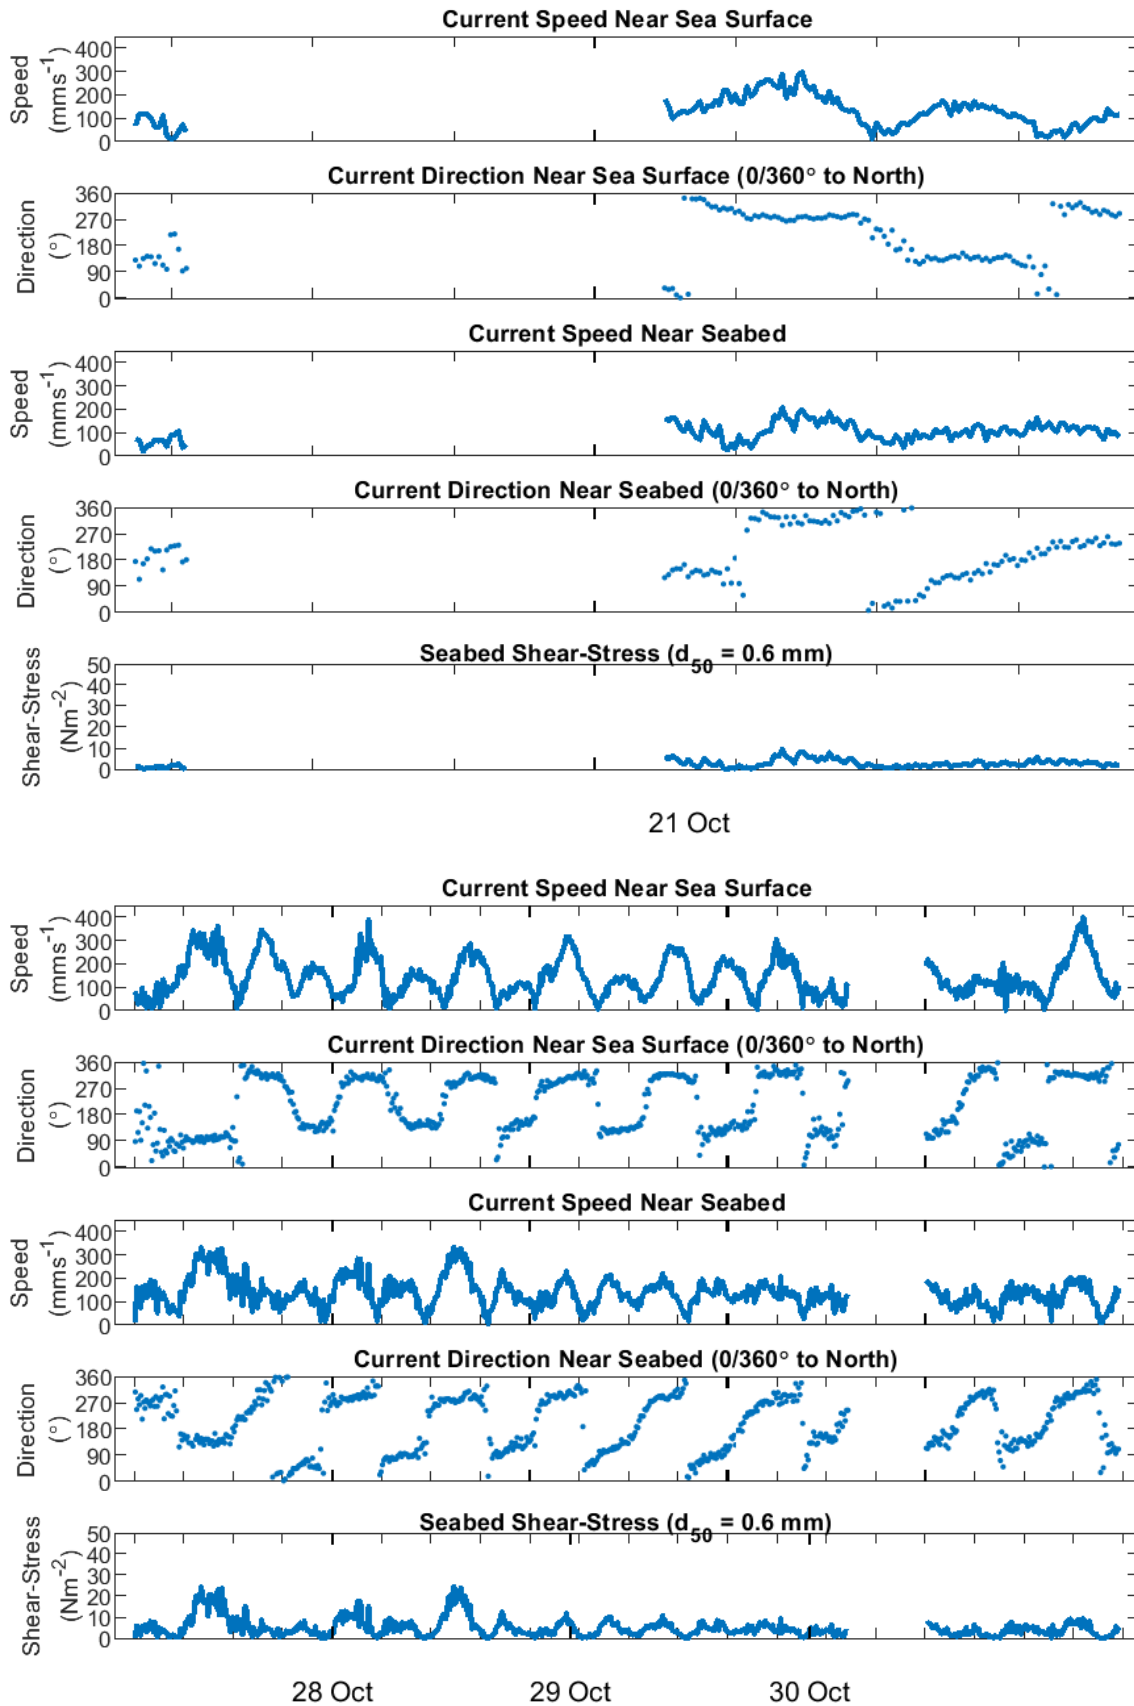 Current Speed Near Sea Surface
Speed
(mms⁻¹)
400
300
200
100
0
Current Direction Near Sea Surface (0/360° to North)
Direction
(°)
360
270
180
90
0
Current Speed Near Seabed
Speed
(mms⁻¹)
400
300
200
100
0
Current Direction Near Seabed (0/360° to North)
Direction
(°)
360
270
180
90
0
Seabed Shear-Stress (d₅₀ = 0.6 mm)
Shear-Stress
(Nm⁻²)
50
40
30
20
10
0
21 Oct
Current Speed Near Sea Surface
Speed
(mms⁻¹)
400
300
200
100
0
Current Direction Near Sea Surface (0/360° to North)
Direction
(°)
360
270
180
90
0
Current Speed Near Seabed
Speed
(mms⁻¹)
400
300
200
100
0
Current Direction Near Seabed (0/360° to North)
Direction
(°)
360
270
180
90
0
Seabed Shear-Stress (d₅₀ = 0.6 mm)
Shear-Stress
(Nm⁻²)
50
40
30
20
10
0
28 Oct 29 Oct 30 Oct